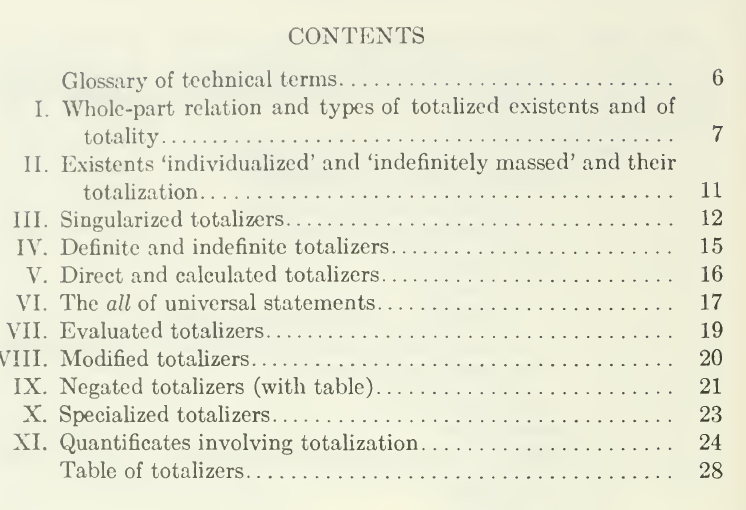 CONTENTS
Glossary of technical terms............................ 6
I. Whole-part relation and types of totalized existents and of
totality............................................ 7
II. Existents ‘individualized’ and ‘indefinitely massed’ and their
totalization........................................ 11
III. Singularized totalizers................................ 12
IV. Definite and indefinite totalizers........................ 15
V. Direct and calculated totalizers......................... 16
VI. The all of universal statements......................... 17
VII. Evaluated totalizers................................... 19
VIII. Modified totalizers.................................... 20
IX. Negated totalizers (with table)......................... 21
X. Specialized totalizers.................................. 23
XI. Quantificates involving totalization..................... 24
Table of totalizers.................................... 28